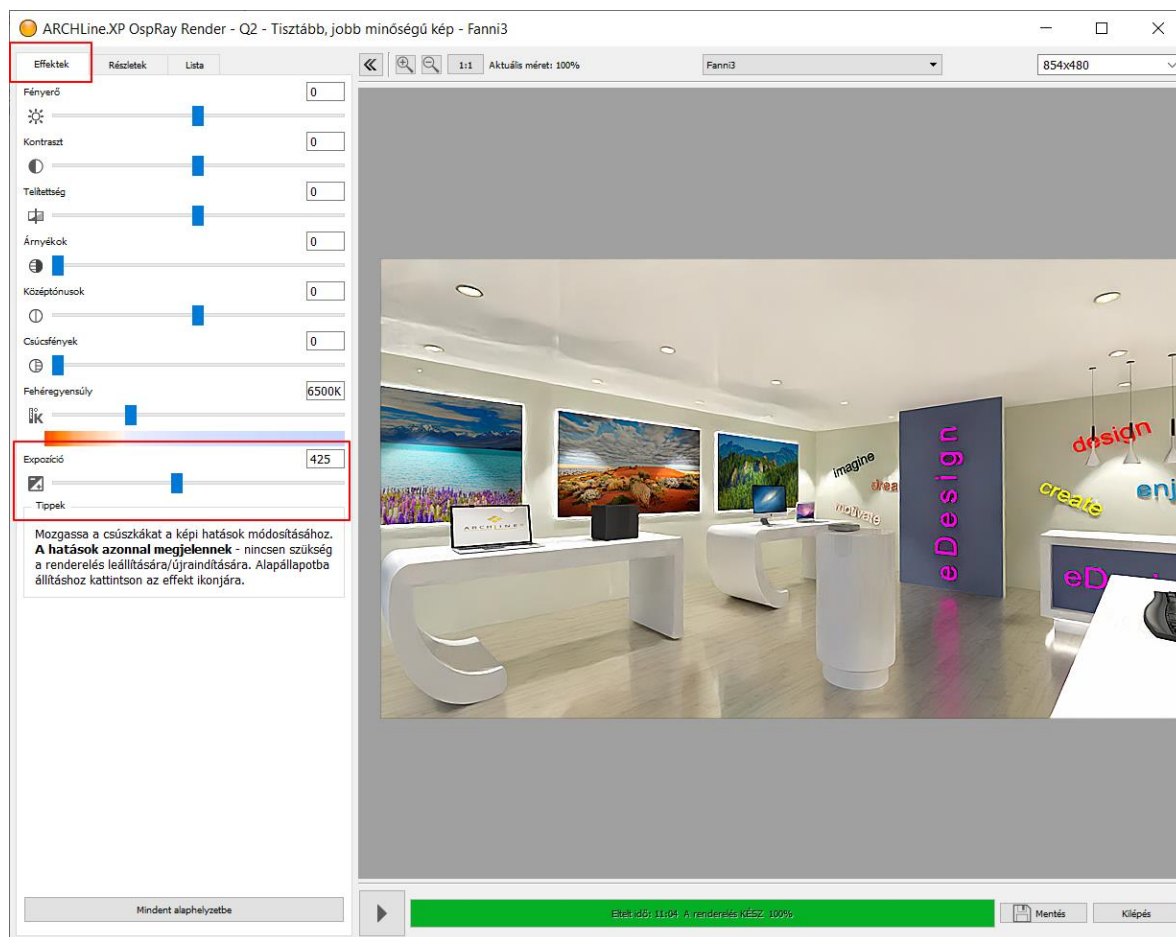 ARCHLine.XP OspRay Render - Q2 - Tisztább, jobb minőségű kép - Fanni3
Effektek
Részletek
Lista
1:1
Aktuális méret: 100%
Fanni3
854x480
Fényerő
0
Kontraszt
0
Telítettség
0
Árnyékok
0
Középtónusok
0
Csúcsfények
0
Fehéregyensúly
6500K
K
Expozíció
425
Tippek
Mozgassa a csúszkákat a képi hatások módosításához.
A hatások azonnal megjelennek - nincsen szükség
a renderelés leállítására/újraindítására. Alapállapotba
állításhoz kattintson az effekt ikonjára.
ARCHLINE
imagine
motivate
eDesign
design
create
enj
eD
Mindent alaphelyzetbe
Eltelt idő: 11:04 A renderelés KÉSZ 100%
Mentés
Kilépés